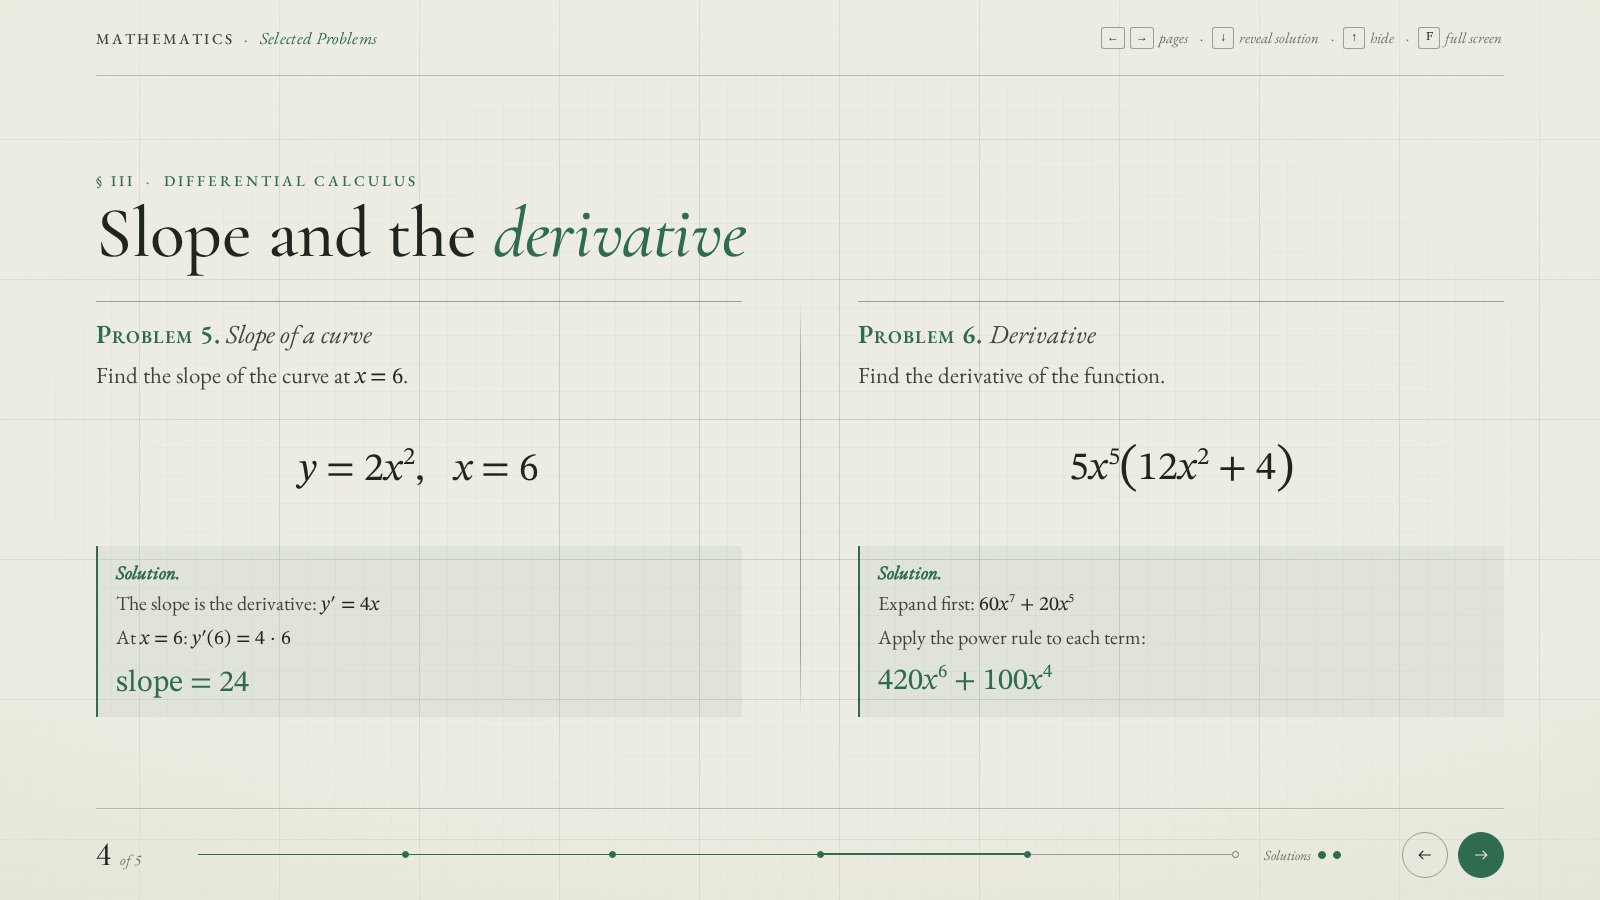 MATHEMATICS · Selected Problems
← → pages · ↓ reveal solution · ↑ hide · F full screen
§ III · DIFFERENTIAL CALCULUS
Slope and the derivative
Problem 5. Slope of a curve
Find the slope of the curve at x = 6.
y = 2x², x = 6
Solution.
The slope is the derivative: y′ = 4x
At x = 6: y′(6) = 4 · 6
slope = 24
Problem 6. Derivative
Find the derivative of the function.
5x⁵(12x² + 4)
Solution.
Expand first: 60x⁷ + 20x⁵
Apply the power rule to each term:
420x⁶ + 100x⁴
4 of 5
Solutions
← →